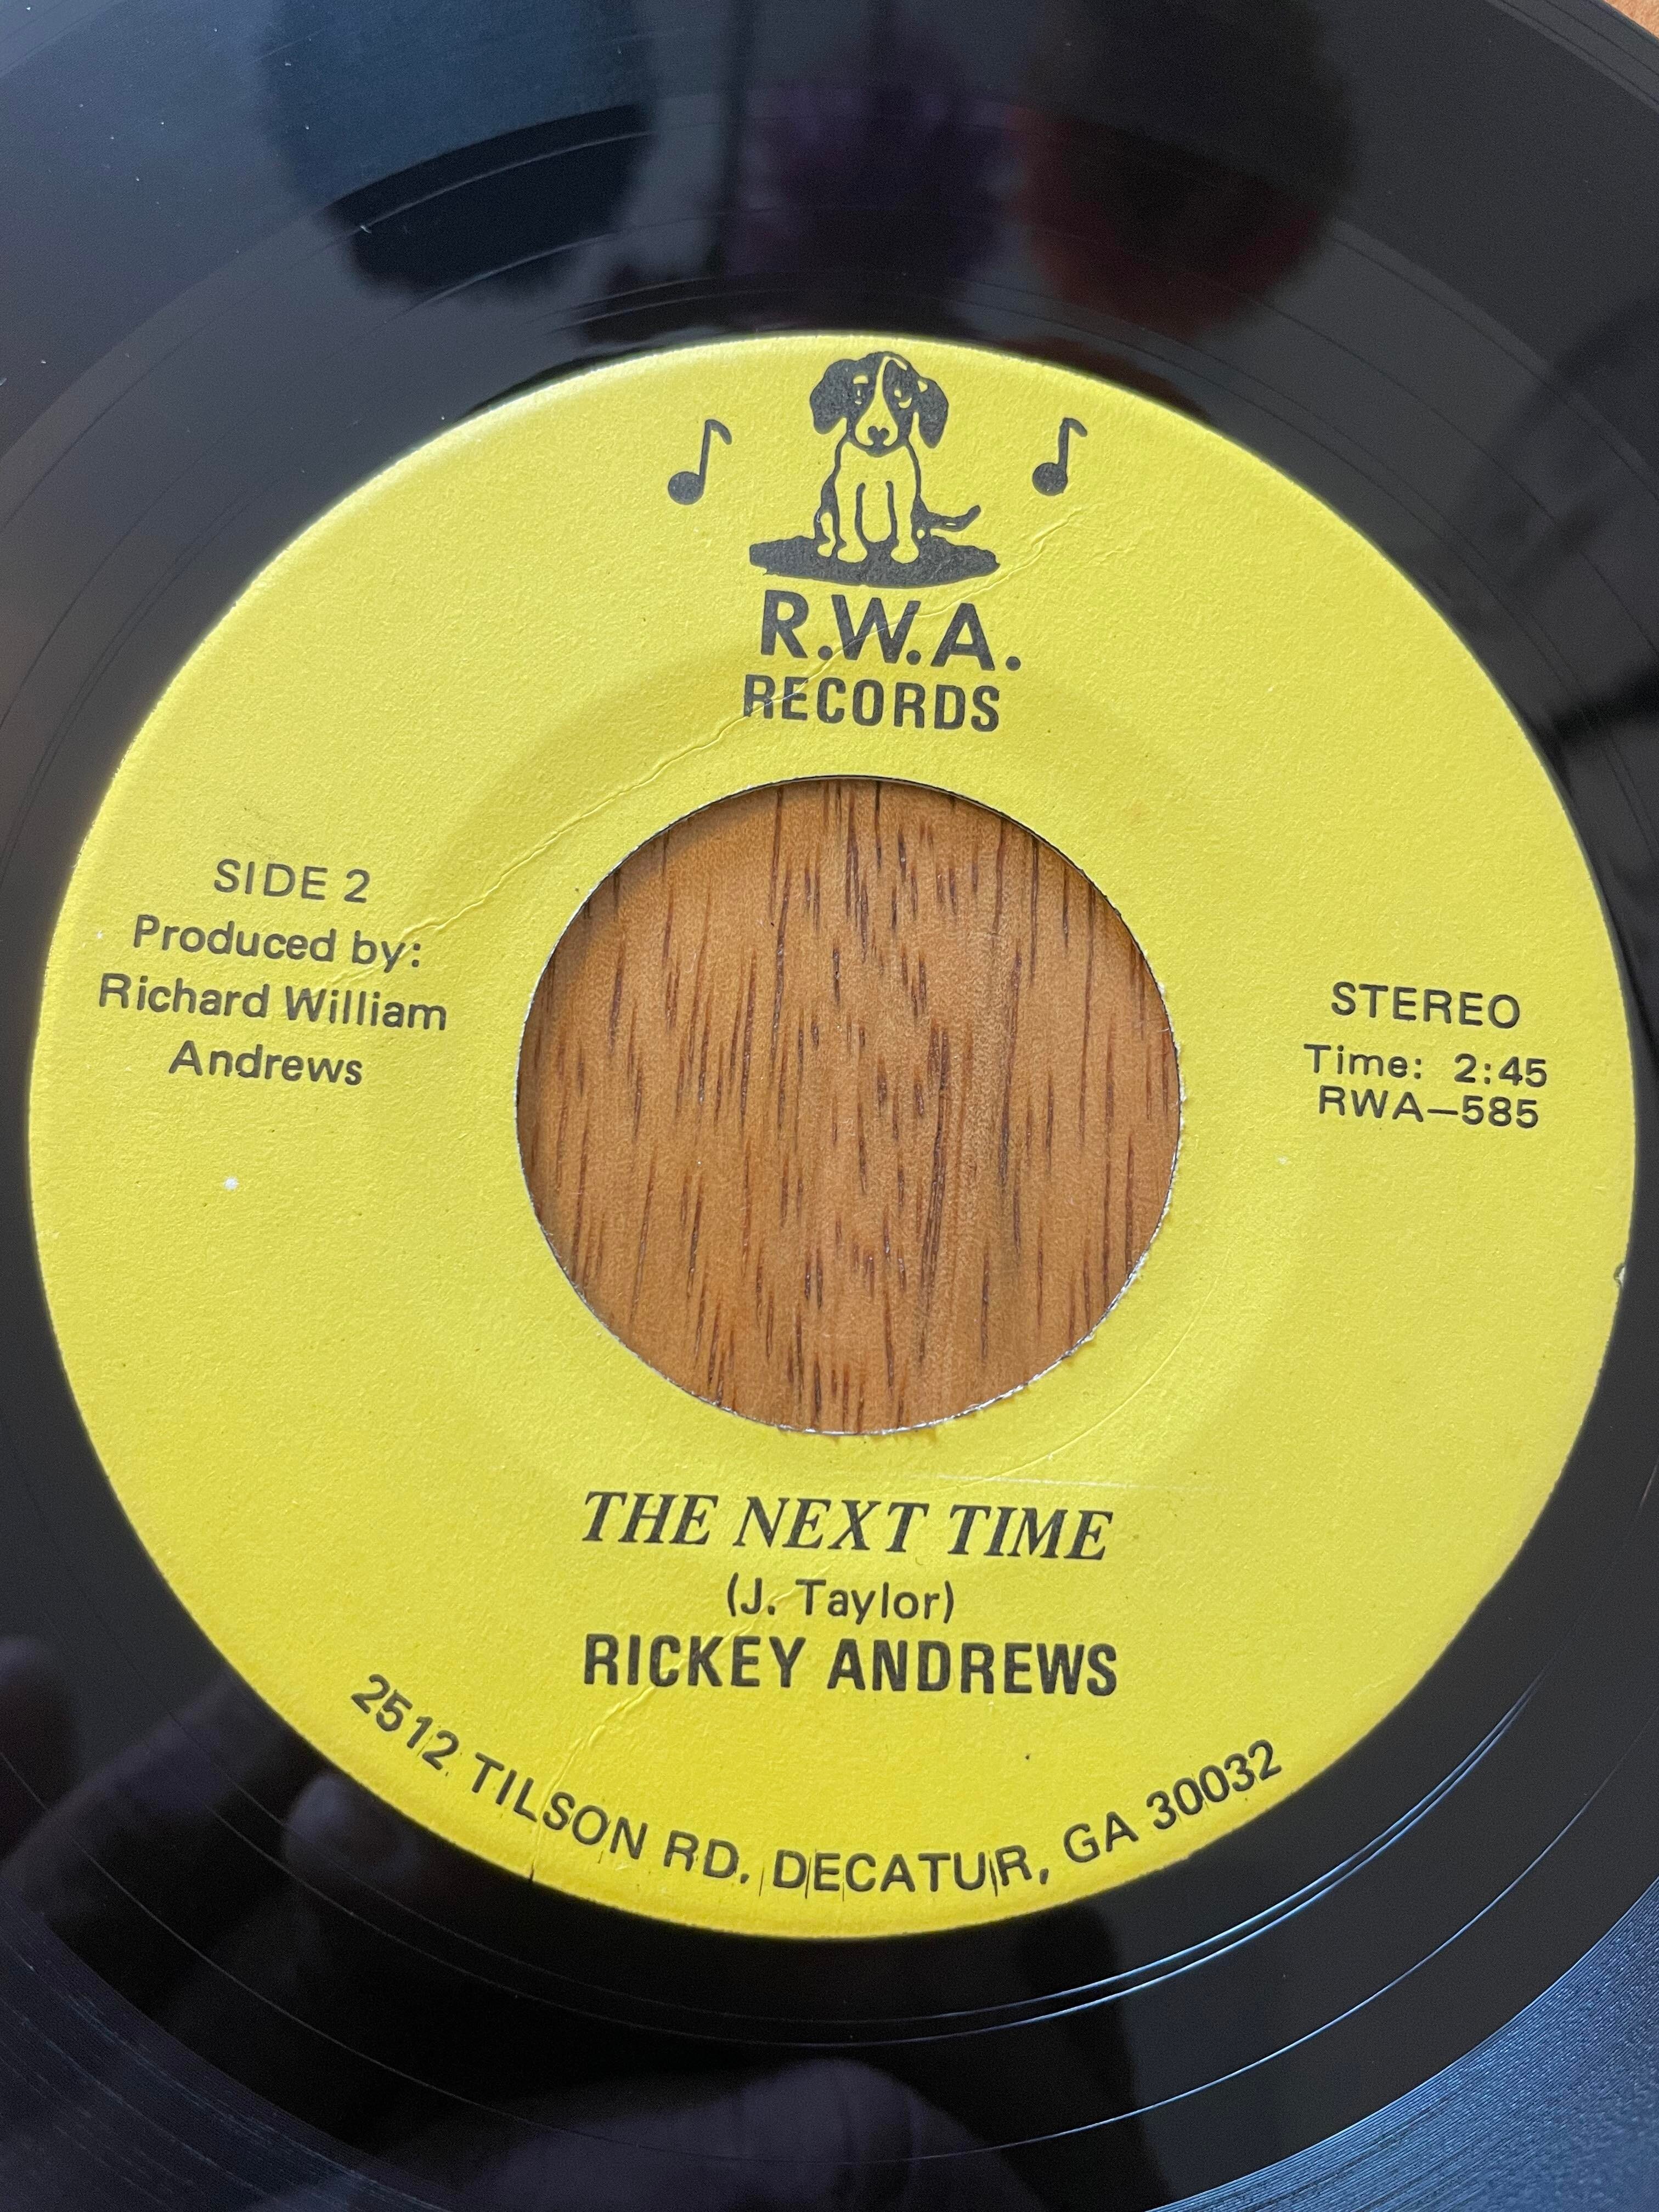 R.W.A.
RECORDS
SIDE 2
Produced by:
Richard William
Andrews
STEREO
Time: 2:45
RWA—585
THE NEXT TIME
(J. Taylor)
RICKEY ANDREWS
2512 TILSON RD. DECATUR, GA 30032